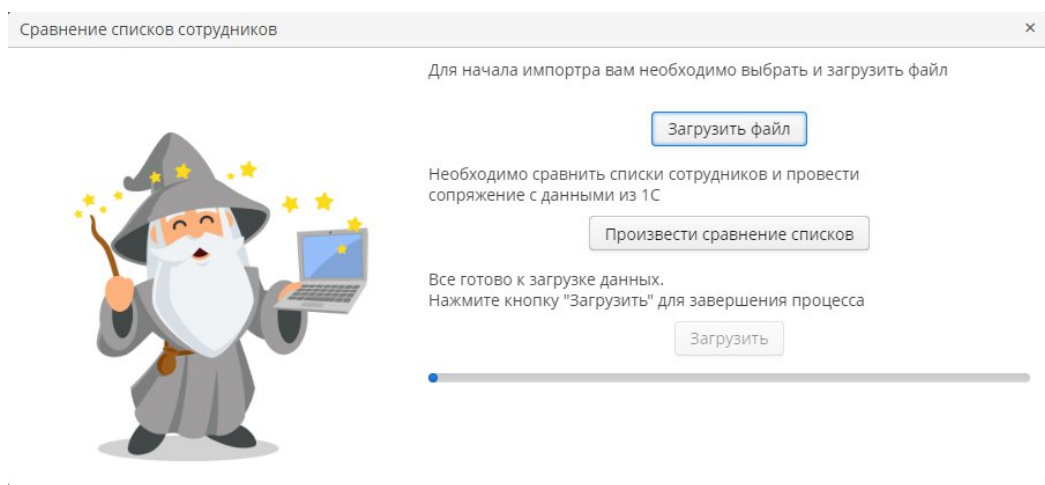 Сравнение списков сотрудников
Для начала импортра вам необходимо выбрать и загрузить файл
Загрузить файл
Необходимо сравнить списки сотрудников и провести
сопряжение с данными из 1С
Произвести сравнение списков
Все готово к загрузке данных.
Нажмите кнопку "Загрузить" для завершения процесса
Загрузить